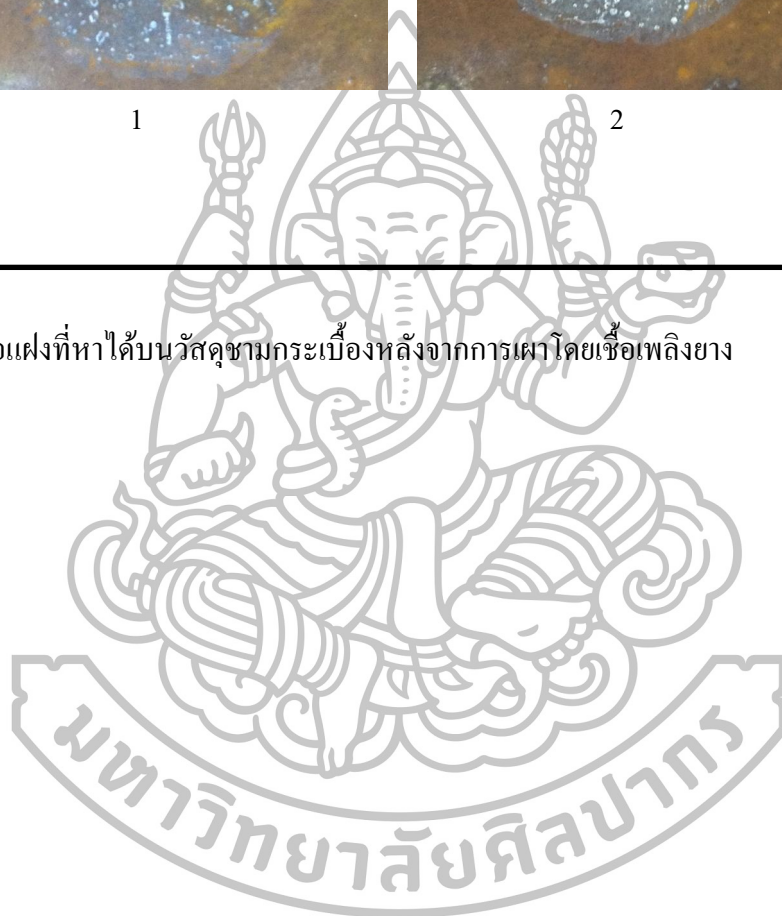 1 2
แฝงที่หาได้บนวัสดุชามกระเบื้องหลังจากการเผาโดยเชื้อเพลิงยาง
มหาวิทยาลัยศิลปากร